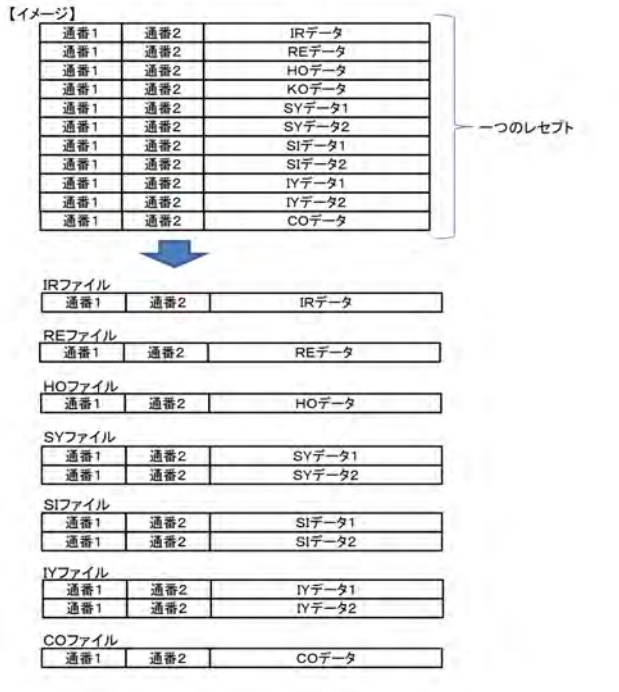 【イメージ】
通番1 通番2 IRデータ
通番1 通番2 REデータ
通番1 通番2 HOデータ
通番1 通番2 KOデータ
通番1 通番2 SYデータ1
通番1 通番2 SYデータ2
通番1 通番2 SIデータ1
通番1 通番2 SIデータ2
通番1 通番2 IYデータ1
通番1 通番2 IYデータ2
通番1 通番2 COデータ
一つのレセプト
IRファイル
通番1 通番2 IRデータ
REファイル
通番1 通番2 REデータ
HOファイル
通番1 通番2 HOデータ
SYファイル
通番1 通番2 SYデータ1
通番1 通番2 SYデータ2
SIファイル
通番1 通番2 SIデータ1
通番1 通番2 SIデータ2
IYファイル
通番1 通番2 IYデータ1
通番1 通番2 IYデータ2
COファイル
通番1 通番2 COデータ